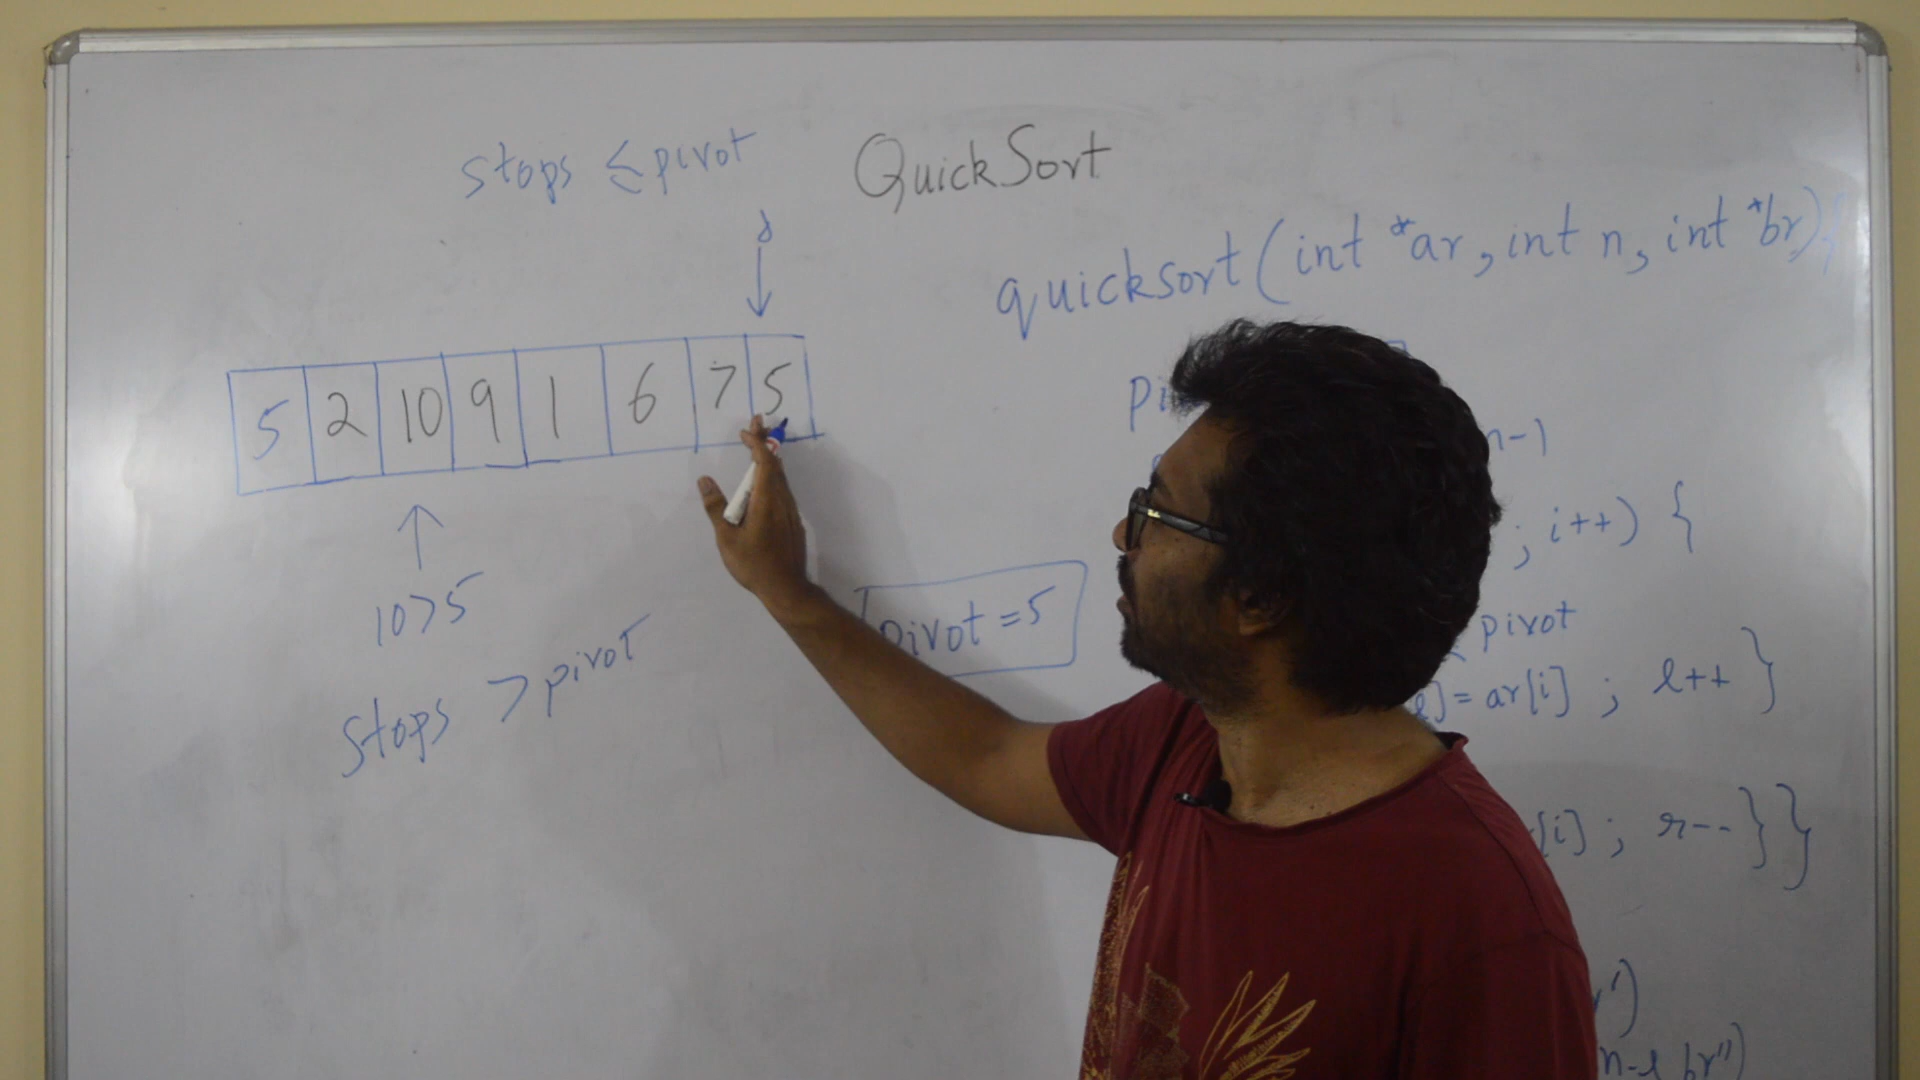 stops ≤ pivot
QuickSort
quicksort(int *ar, int n, int *br){
j
5 2 10 9 1 6 7 5
n-1
; i++) {
10>5
stops > pivot
pivot = 5
pivot
]= ar[i] ; l++ }
[i] ; r-- } }
n-l br")